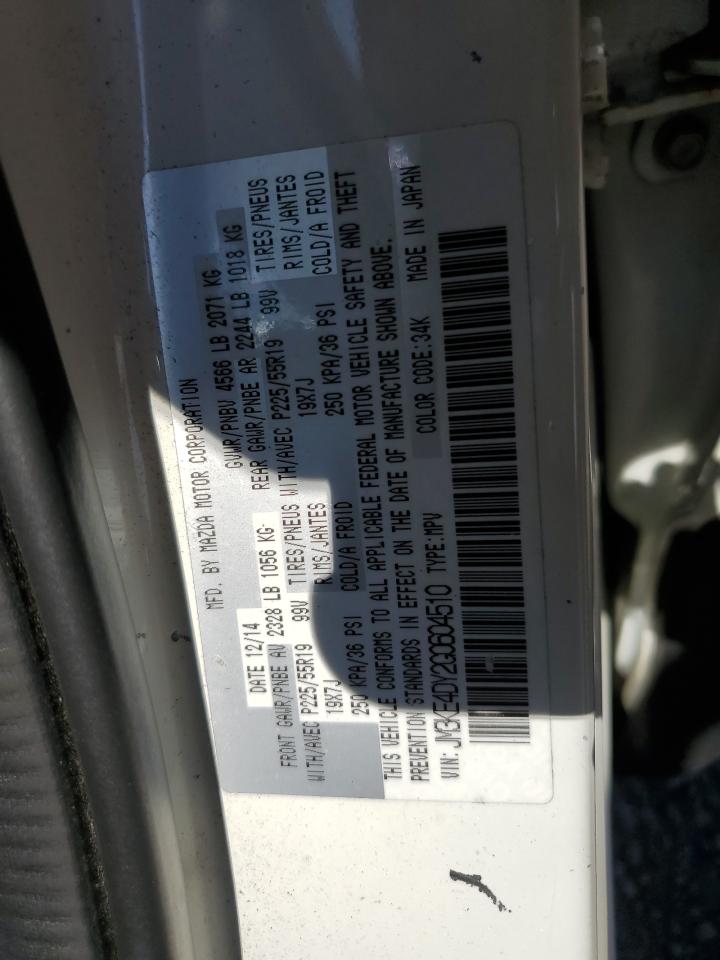 MFD. BY MAZDA MOTOR CORPORATION
DATE 12/14 GVWR/PNBV 4566 LB 2071 KG
FRONT GAWR/PNBE AV 2328 LB 1056 KG REAR GAWR/PNBE AR 2244 LB 1018 KG
WITH/AVEC P225/55R19 99V TIRES/PNEUS WITH/AVEC P225/55R19 99V TIRES/PNEUS
19X7J RIMS/JANTES 19X7J RIMS/JANTES
250 KPA/36 PSI COLD/A FROID 250 KPA/36 PSI COLD/A FROID
THIS VEHICLE CONFORMS TO ALL APPLICABLE FEDERAL MOTOR VEHICLE SAFETY AND THEFT
PREVENTION STANDARDS IN EFFECT ON THE DATE OF MANUFACTURE SHOWN ABOVE.
VIN: JM3KE4DY2G0604510 TYPE:MPV COLOR CODE:34K MADE IN JAPAN